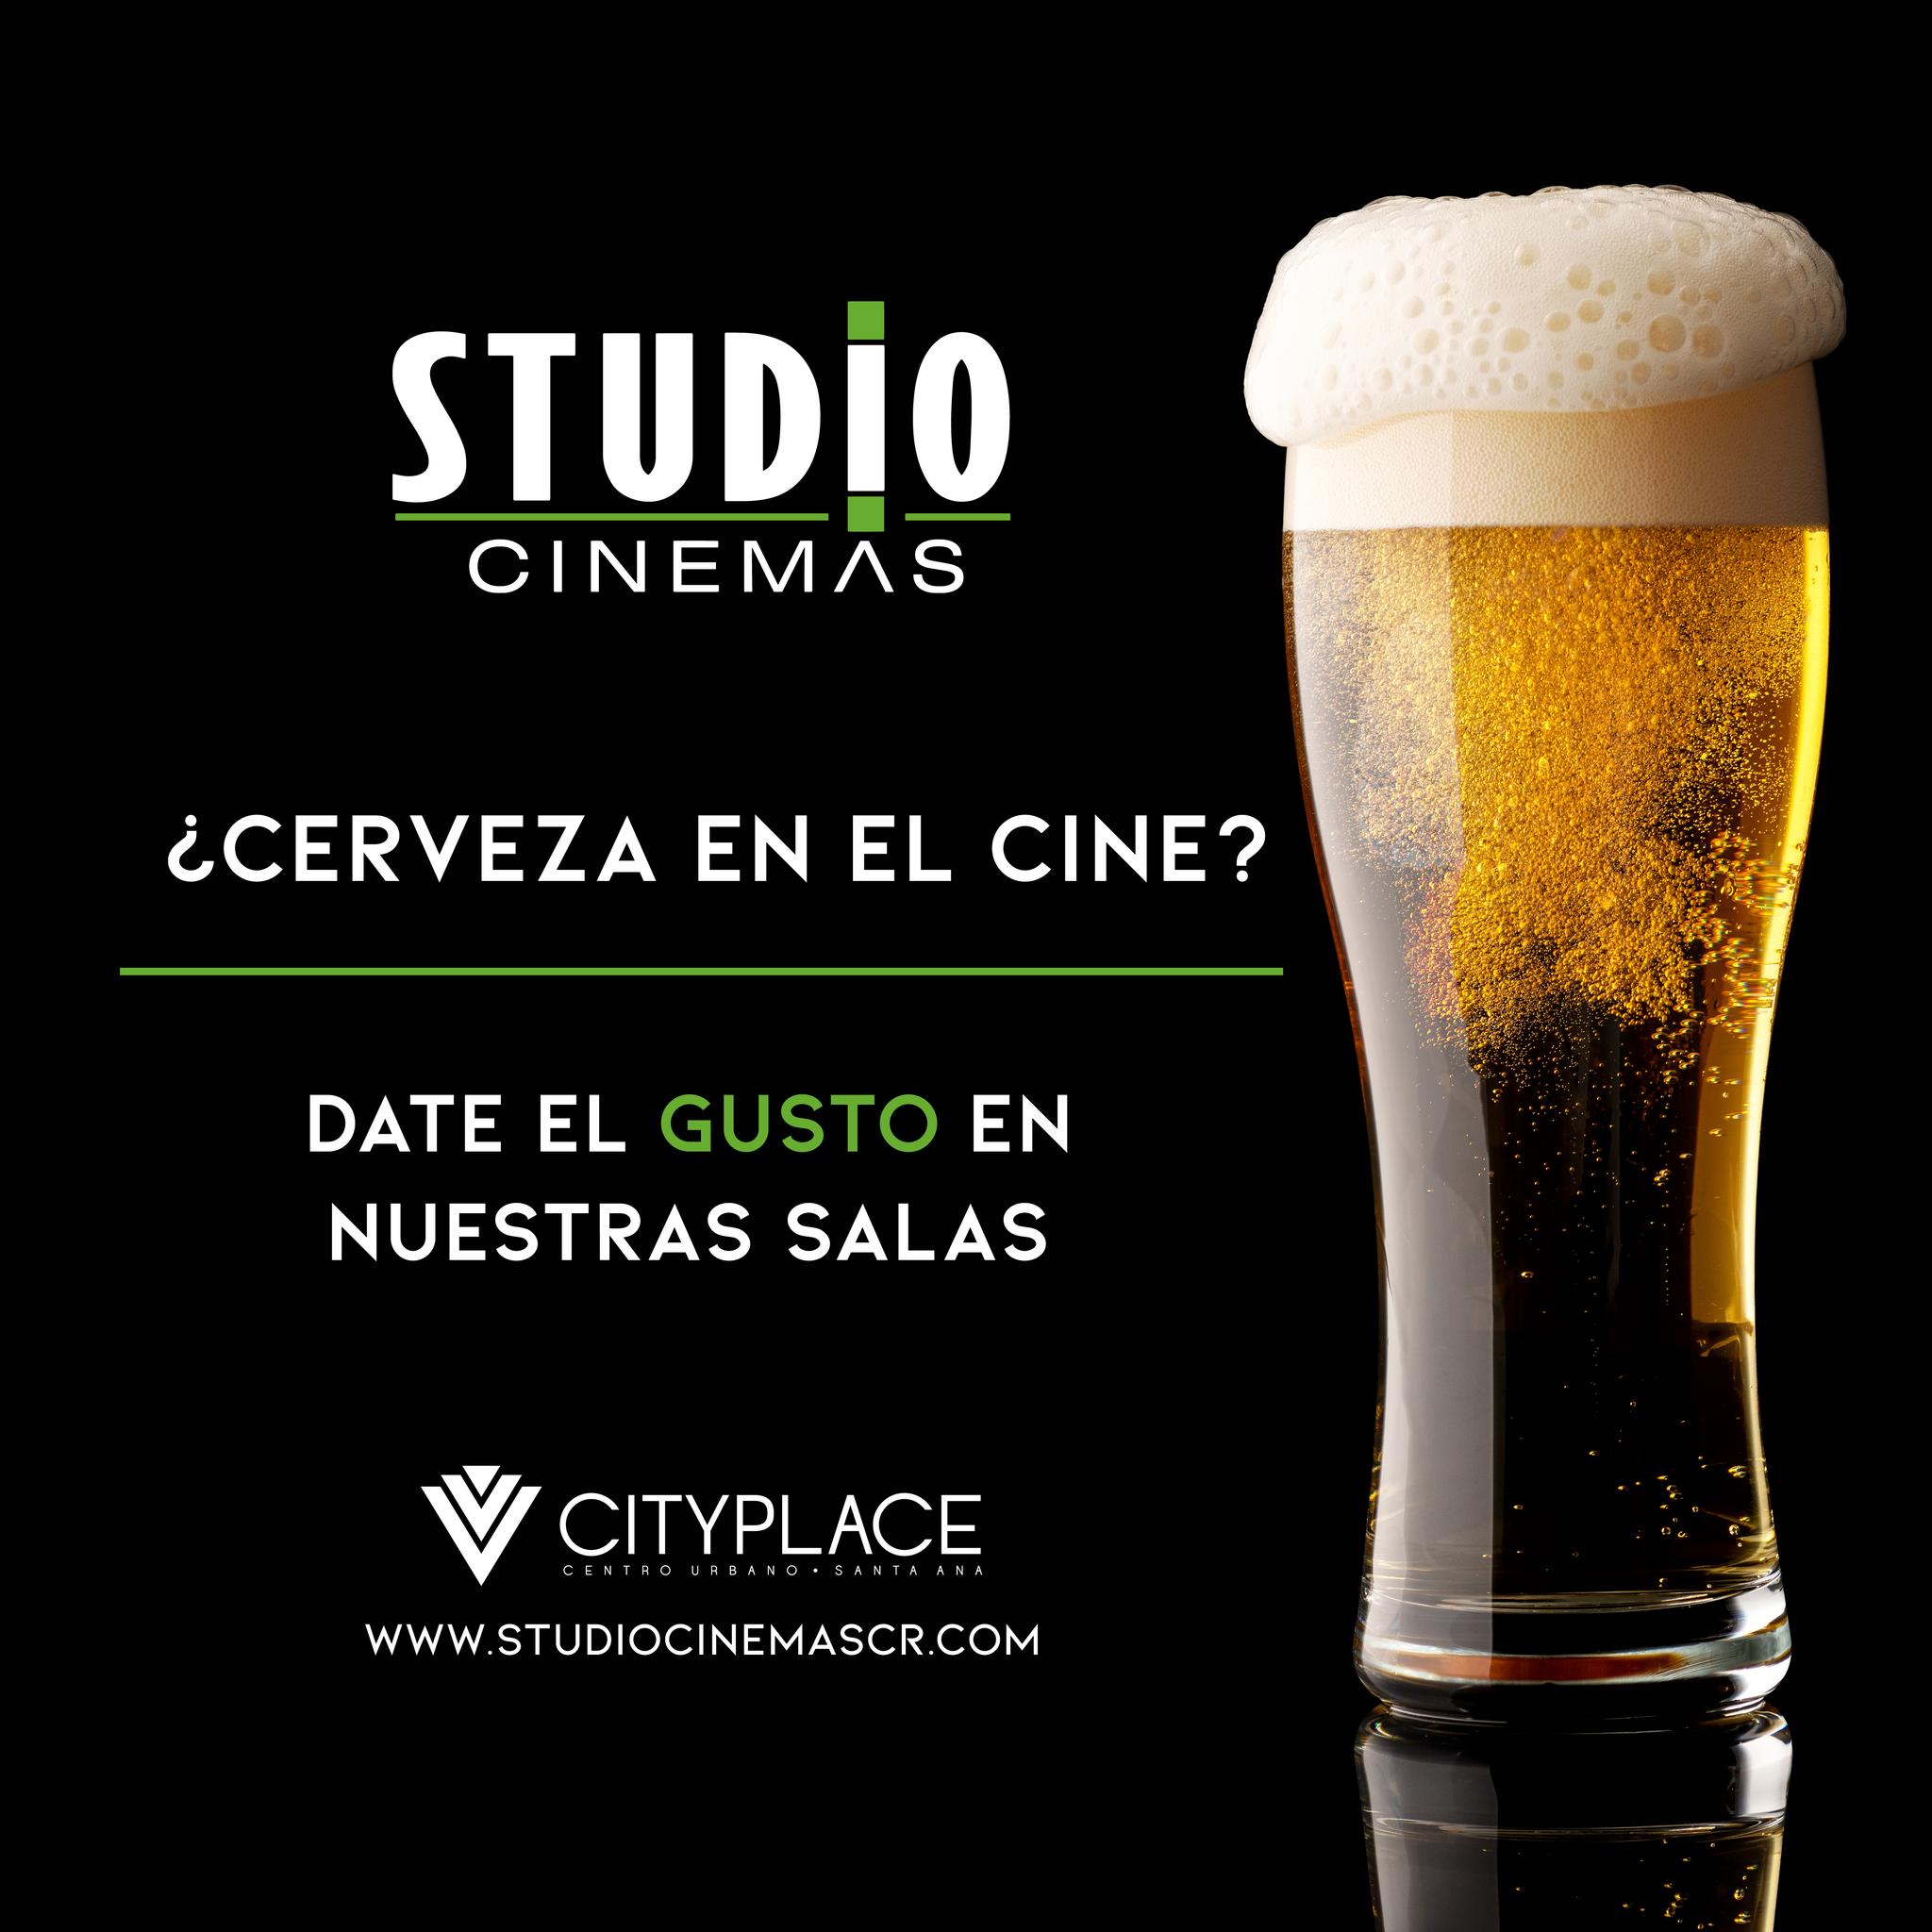 STUDIO
CINEMAS
¿CERVEZA EN EL CINE?
DATE EL GUSTO EN
NUESTRAS SALAS
CITYPLACE
CENTRO URBANO • SANTA ANA
WWW.STUDIOCINEMASCR.COM